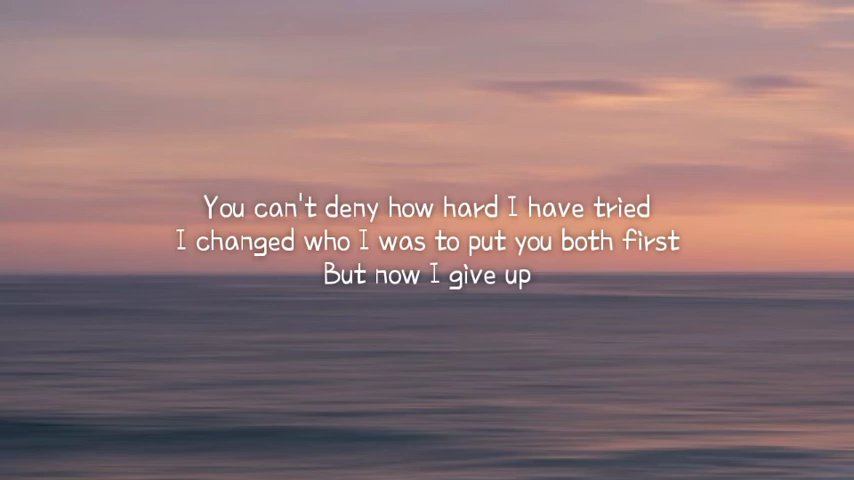 You can't deny how hard I have tried
I changed who I was to put you both first
But now I give up